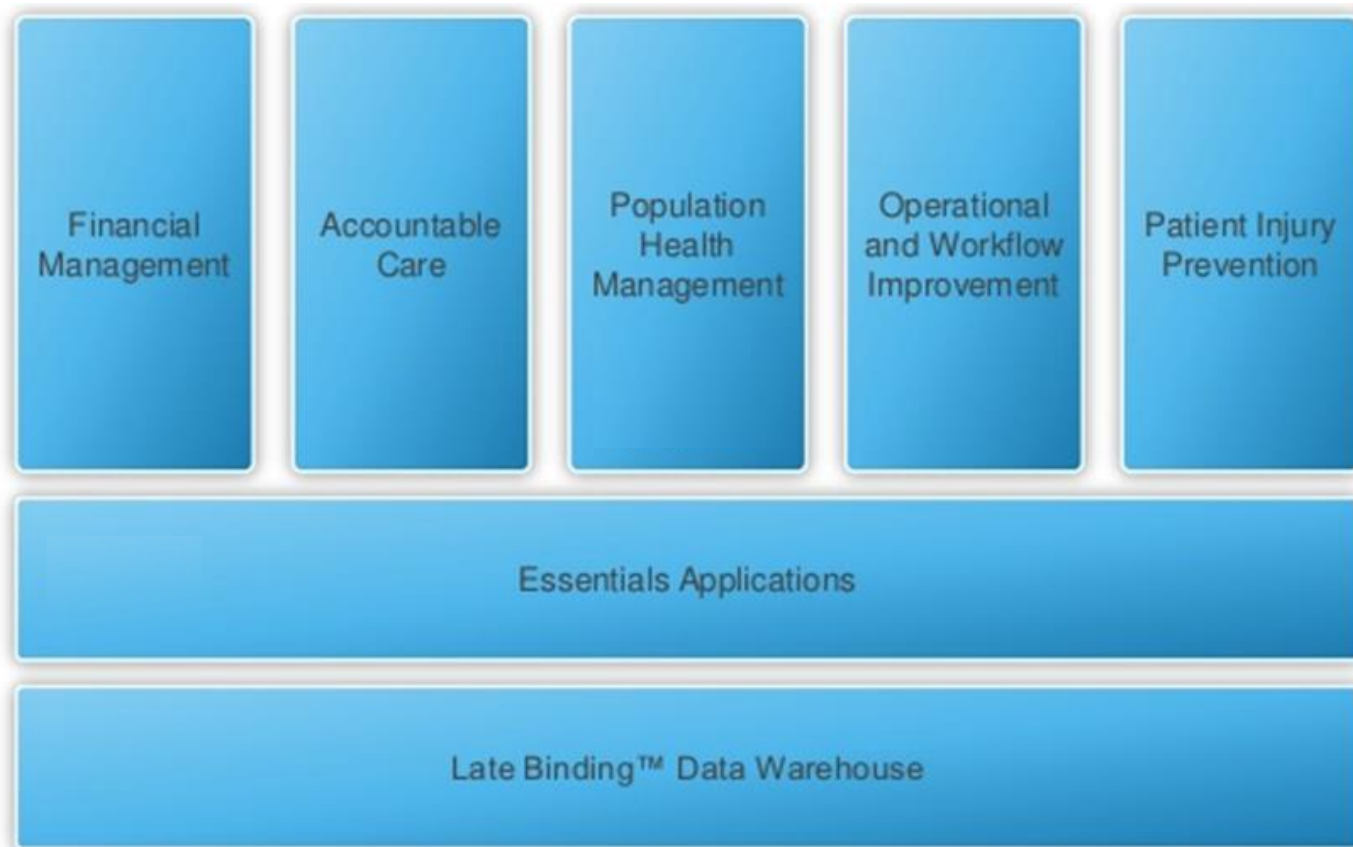 Financial
Management
Accountable
Care
Population
Health
Management
Operational
and Workflow
Improvement
Patient Injury
Prevention
Essentials Applications
Late Binding™ Data Warehouse